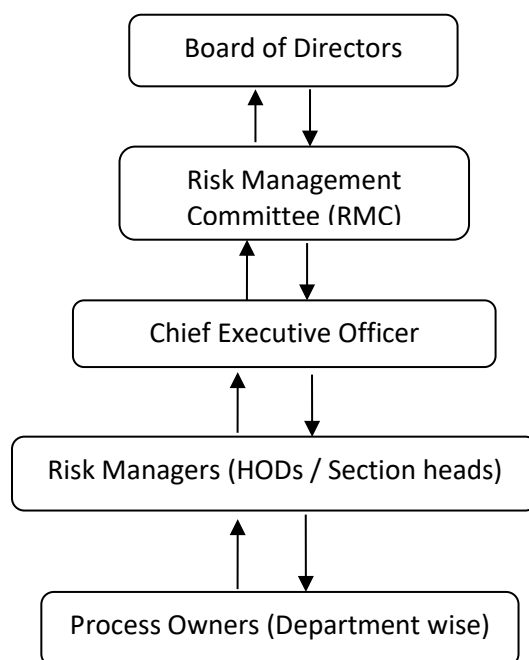 Board of Directors
Risk Management
Committee (RMC)
Chief Executive Officer
Risk Managers (HODs / Section heads)
Process Owners (Department wise)